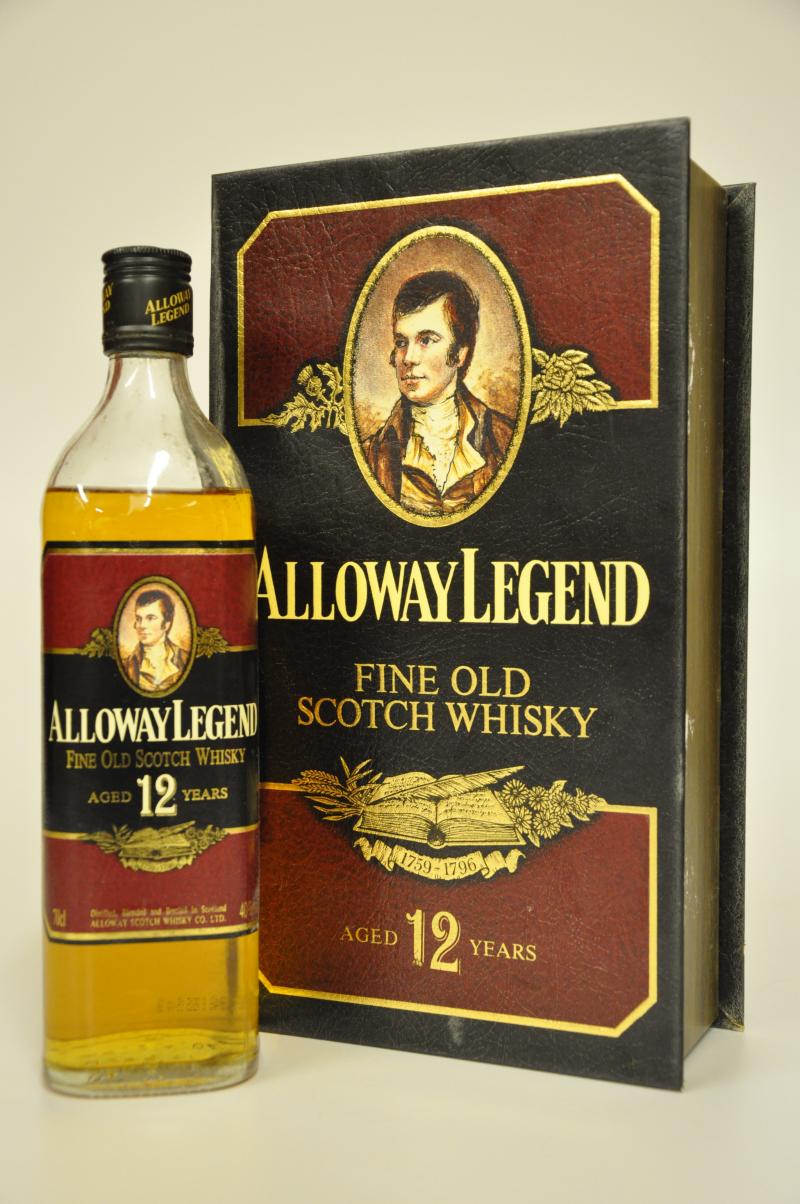 ALLOWAY
LEGEND
ALLOWAY LEGEND
FINE OLD SCOTCH WHISKY
AGED 12 YEARS
70cl
Distilled, Blended and Bottled in Scotland
ALLOWAY SCOTCH WHISKY CO. LTD.
40
ALLOWAY LEGEND
FINE OLD
SCOTCH WHISKY
1759-1796
AGED 12 YEARS